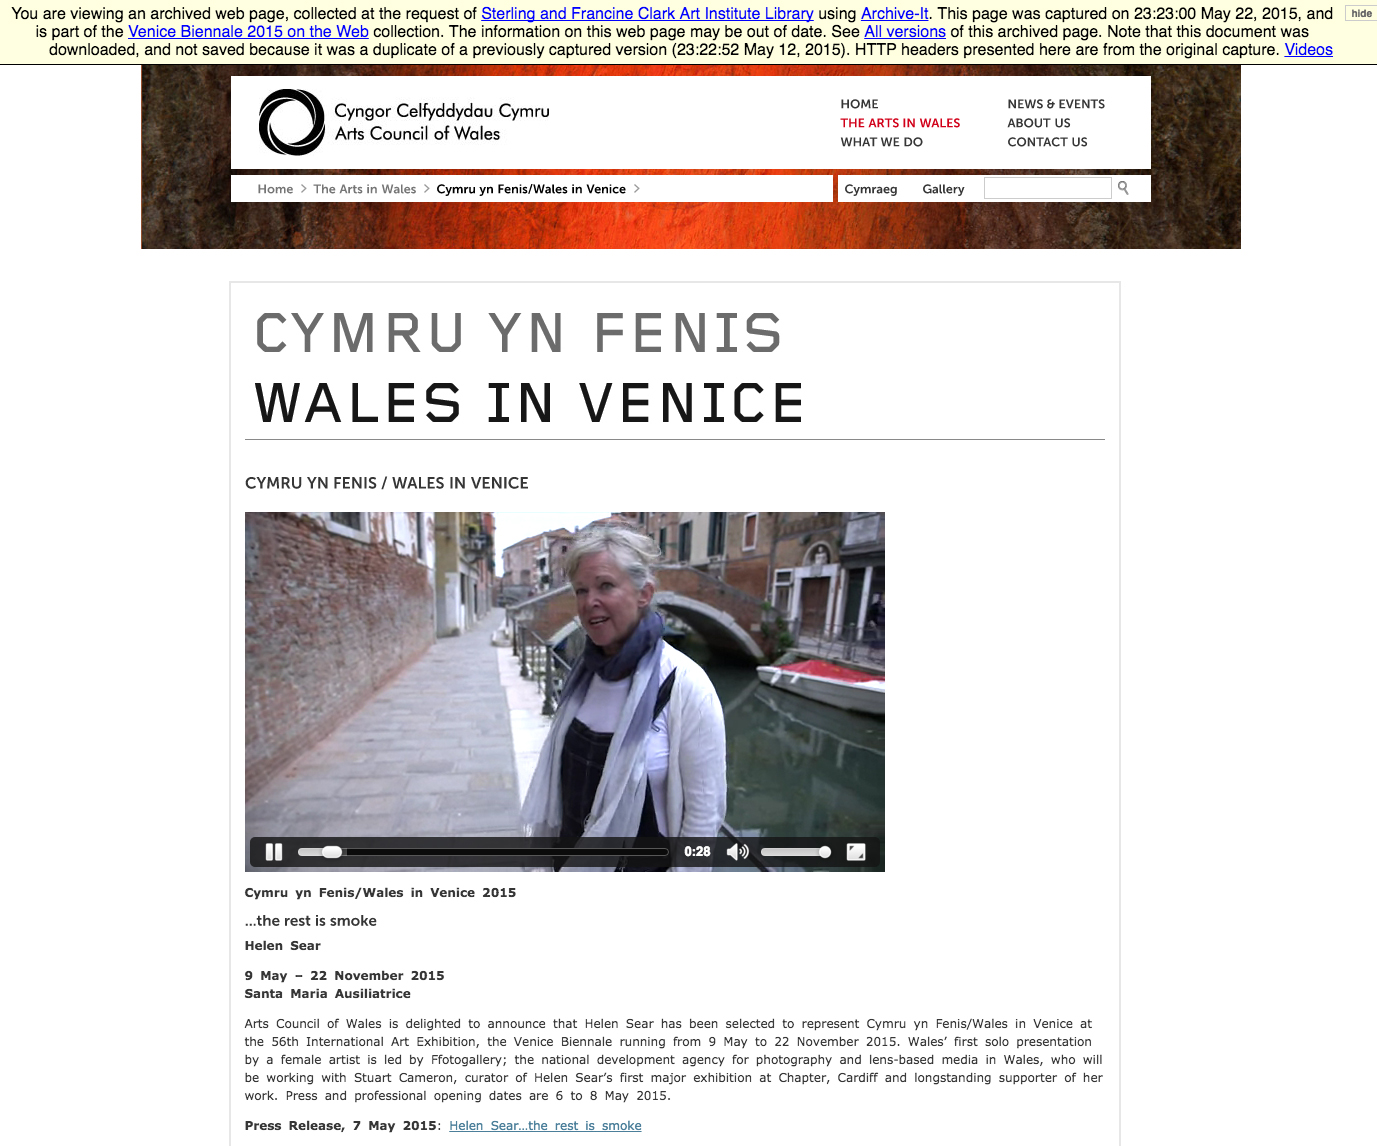 You are viewing an archived web page, collected at the request of Sterling and Francine Clark Art Institute Library using Archive-It. This page was captured on 23:23:00 May 22, 2015, and
is part of the Venice Biennale 2015 on the Web collection. The information on this web page may be out of date. See All versions of this archived page. Note that this document was
downloaded, and not saved because it was a duplicate of a previously captured version (23:22:52 May 12, 2015). HTTP headers presented here are from the original capture. Videos
hide
Cyngor Celfyddydau Cymru
Arts Council of Wales
HOME
THE ARTS IN WALES
WHAT WE DO
NEWS & EVENTS
ABOUT US
CONTACT US
Home > The Arts in Wales > Cymru yn Fenis/Wales in Venice >
Cymraeg Gallery
CYMRU YN FENIS
WALES IN VENICE
CYMRU YN FENIS / WALES IN VENICE
0:28
Cymru yn Fenis/Wales in Venice 2015
...the rest is smoke
Helen Sear
9 May – 22 November 2015
Santa Maria Ausiliatrice
Arts Council of Wales is delighted to announce that Helen Sear has been selected to represent Cymru yn Fenis/Wales in Venice at
the 56th International Art Exhibition, the Venice Biennale running from 9 May to 22 November 2015. Wales’ first solo presentation
by a female artist is led by Ffotogallery; the national development agency for photography and lens-based media in Wales, who will
be working with Stuart Cameron, curator of Helen Sear’s first major exhibition at Chapter, Cardiff and longstanding supporter of her
work. Press and professional opening dates are 6 to 8 May 2015.
Press Release, 7 May 2015: Helen Sear...the rest is smoke